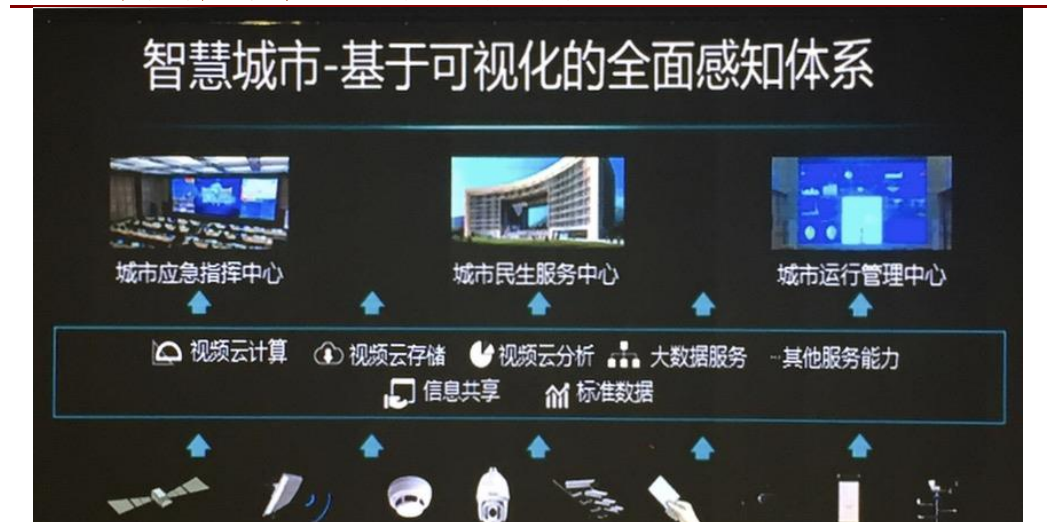 智慧城市-基于可视化的全面感知体系
城市应急指挥中心 城市民生服务中心 城市运行管理中心
视频云计算 视频云存储 视频云分析 大数据服务 ···其他服务能力
信息共享 标准数据